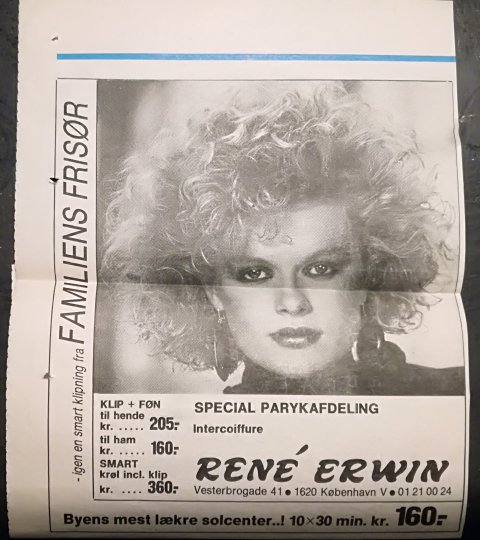 - igen en smart klipning fra FAMILIENS FRISØR
KLIP + FØN
til hende
kr. ..... 205:-
til ham
kr. ..... 160:-
SMART
krøl incl. klip
kr. .... 360:-
SPECIAL PARYKAFDELING
Intercoiffure
RENÉ ERWIN
Vesterbrogade 41 ● 1620 København V ● 01 21 00 24
Byens mest lækre solcenter..! 10×30 min. kr. 160:-